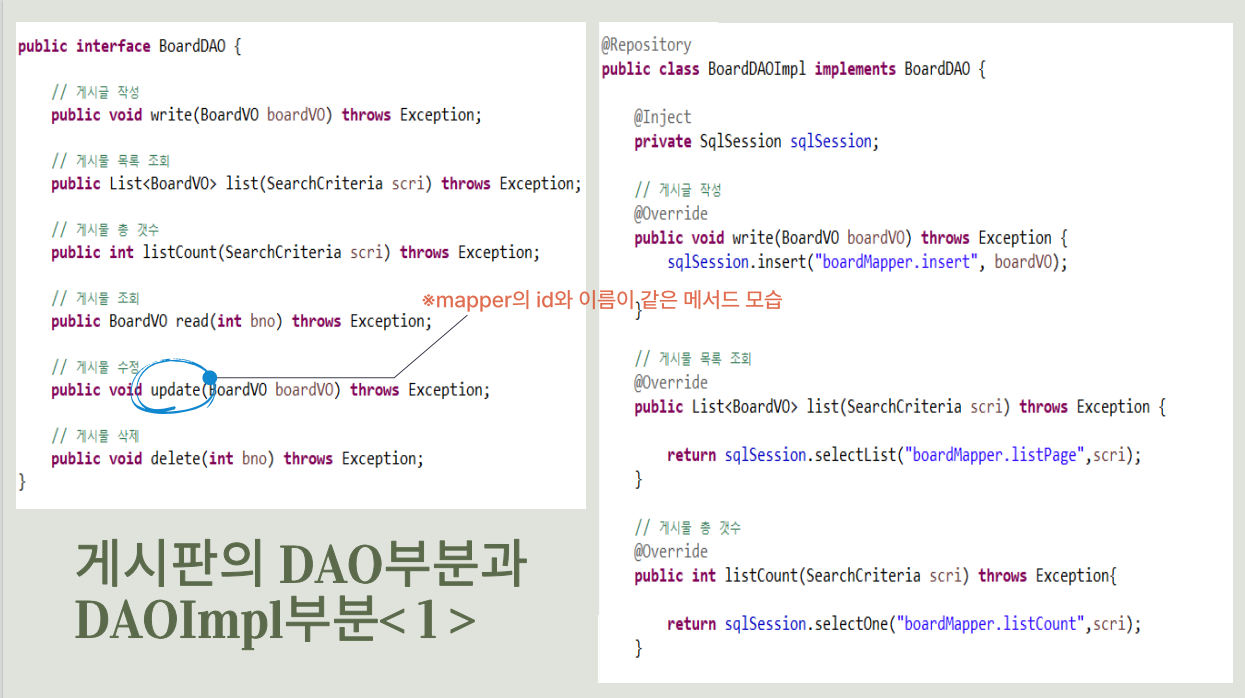 public interface BoardDAO {
// 게시글 작성
public void write(BoardVO boardVO) throws Exception;
// 게시물 목록 조회
public List<BoardVO> list(SearchCriteria scri) throws Exception;
// 게시물 총 갯수
public int listCount(SearchCriteria scri) throws Exception;
// 게시물 조회
public BoardVO read(int bno) throws Exception;
// 게시물 수정
public void update(BoardVO boardVO) throws Exception;
// 게시물 삭제
public void delete(int bno) throws Exception;
}
※mapper의 id와 이름이 같은 메서드 모습
게시판의 DAO부분과
DAOImpl부분< 1 >
@Repository
public class BoardDAOImpl implements BoardDAO {
@Inject
private SqlSession sqlSession;
// 게시글 작성
@Override
public void write(BoardVO boardVO) throws Exception {
sqlSession.insert("boardMapper.insert", boardVO);
}
// 게시물 목록 조회
@Override
public List<BoardVO> list(SearchCriteria scri) throws Exception {
return sqlSession.selectList("boardMapper.listPage",scri);
}
// 게시물 총 갯수
@Override
public int listCount(SearchCriteria scri) throws Exception{
return sqlSession.selectOne("boardMapper.listCount",scri);
}